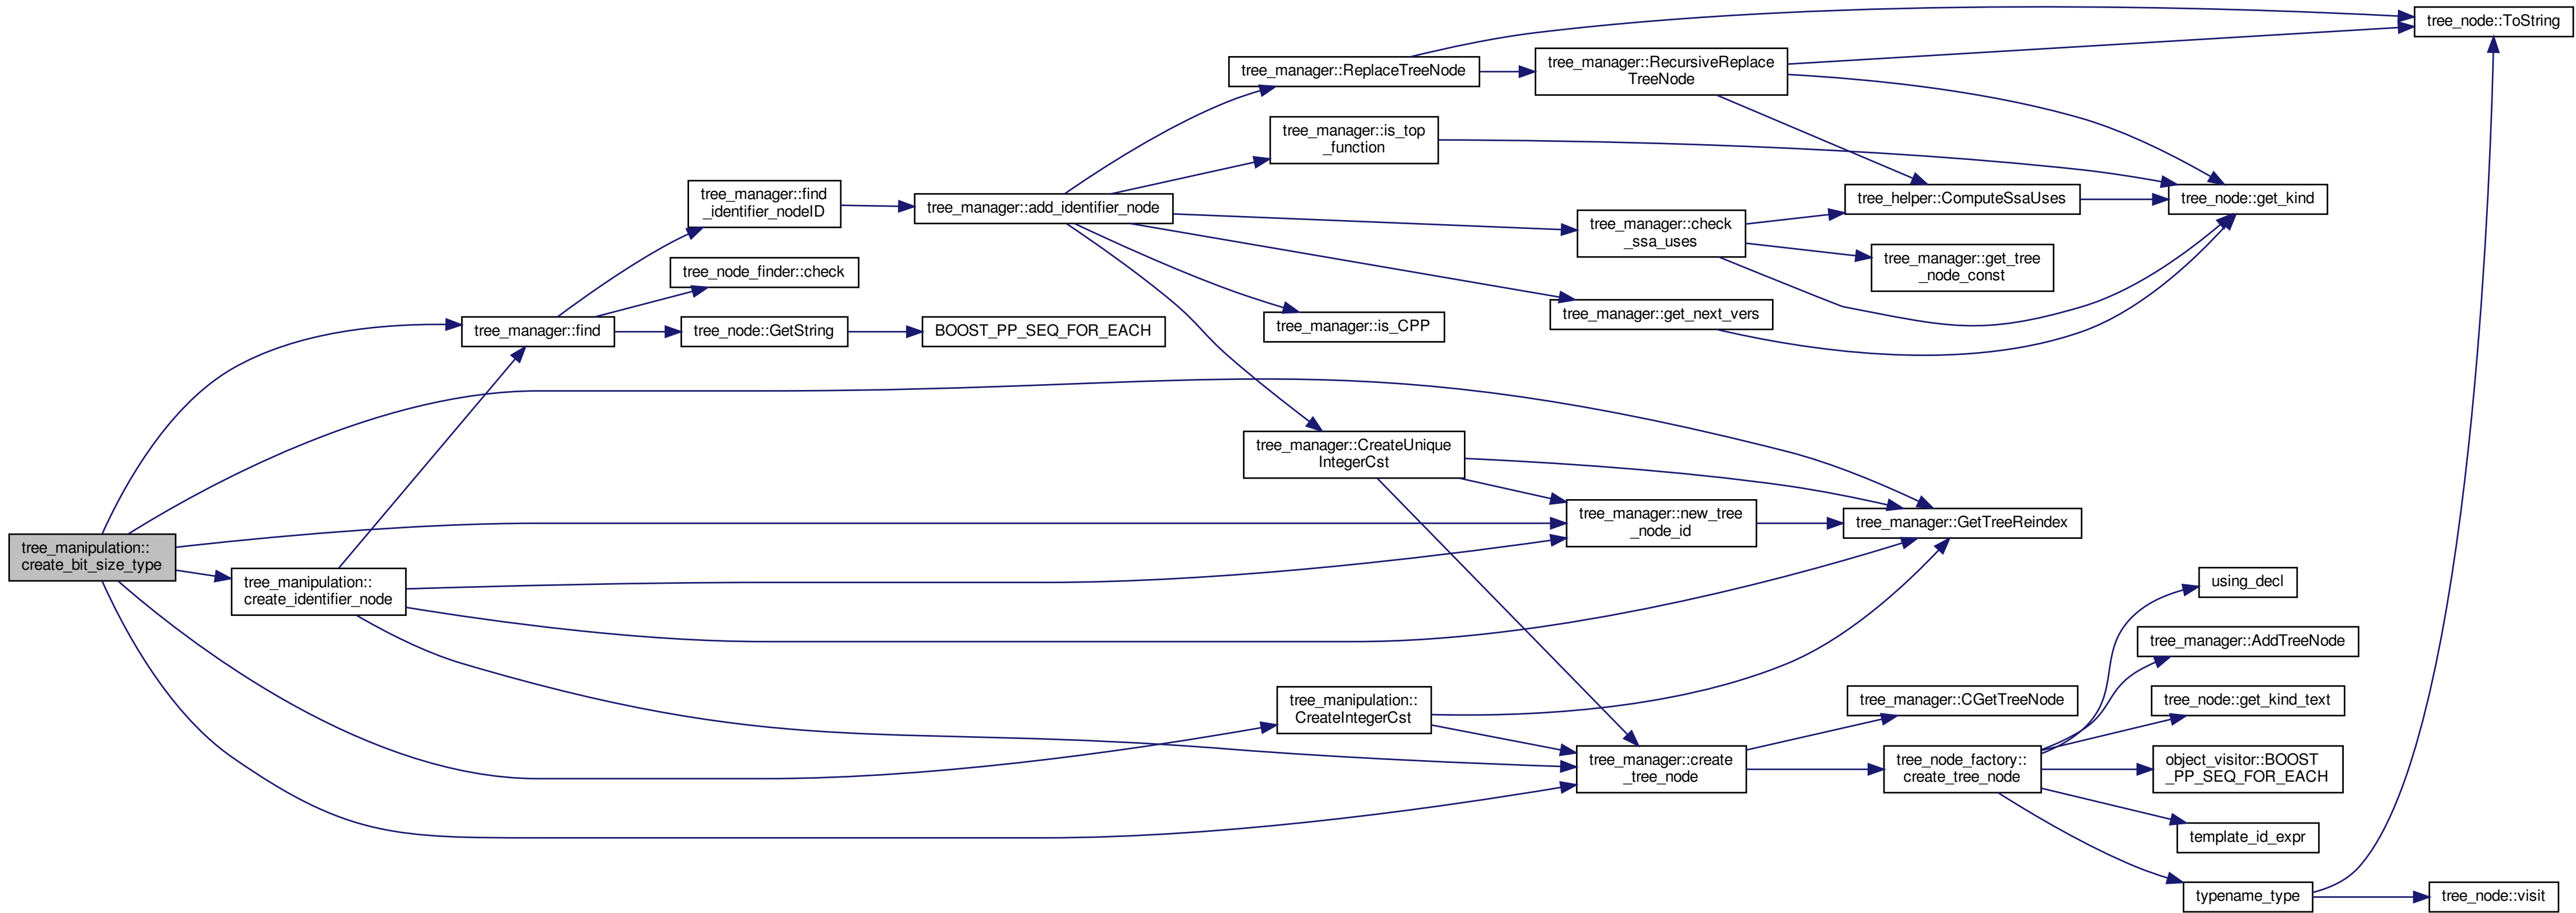 tree_manipulation::
create_bit_size_type
tree_manipulation::
create_identifier_node
tree_manager::find
tree_manager::find
_identifier_nodeID
tree_node_finder::check
tree_node::GetString
BOOST_PP_SEQ_FOR_EACH
tree_manager::add_identifier_node
tree_manager::ReplaceTreeNode
tree_manager::is_top
_function
tree_manager::is_CPP
tree_manager::CreateUnique
IntegerCst
tree_manipulation::
CreateIntegerCst
tree_manager::RecursiveReplace
TreeNode
tree_manager::check
_ssa_uses
tree_manager::get_next_vers
tree_manager::new_tree
_node_id
tree_manager::create
_tree_node
tree_helper::ComputeSsaUses
tree_manager::get_tree
_node_const
tree_manager::GetTreeReindex
tree_manager::CGetTreeNode
tree_node_factory::
create_tree_node
tree_node::ToString
tree_node::get_kind
using_decl
tree_manager::AddTreeNode
tree_node::get_kind_text
object_visitor::BOOST
_PP_SEQ_FOR_EACH
template_id_expr
typename_type
tree_node::visit